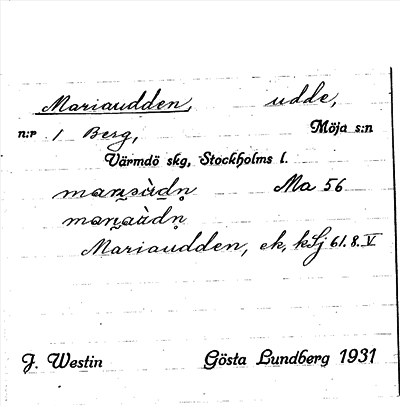 Mariaudden, udde,
n:r 1 Berg, Möja s:n
Värmdö skg, Stockholms l.
Ma 56
Mariaudden, ek, kSj 61.8.V.
J. Westin Gösta Lundberg 1931